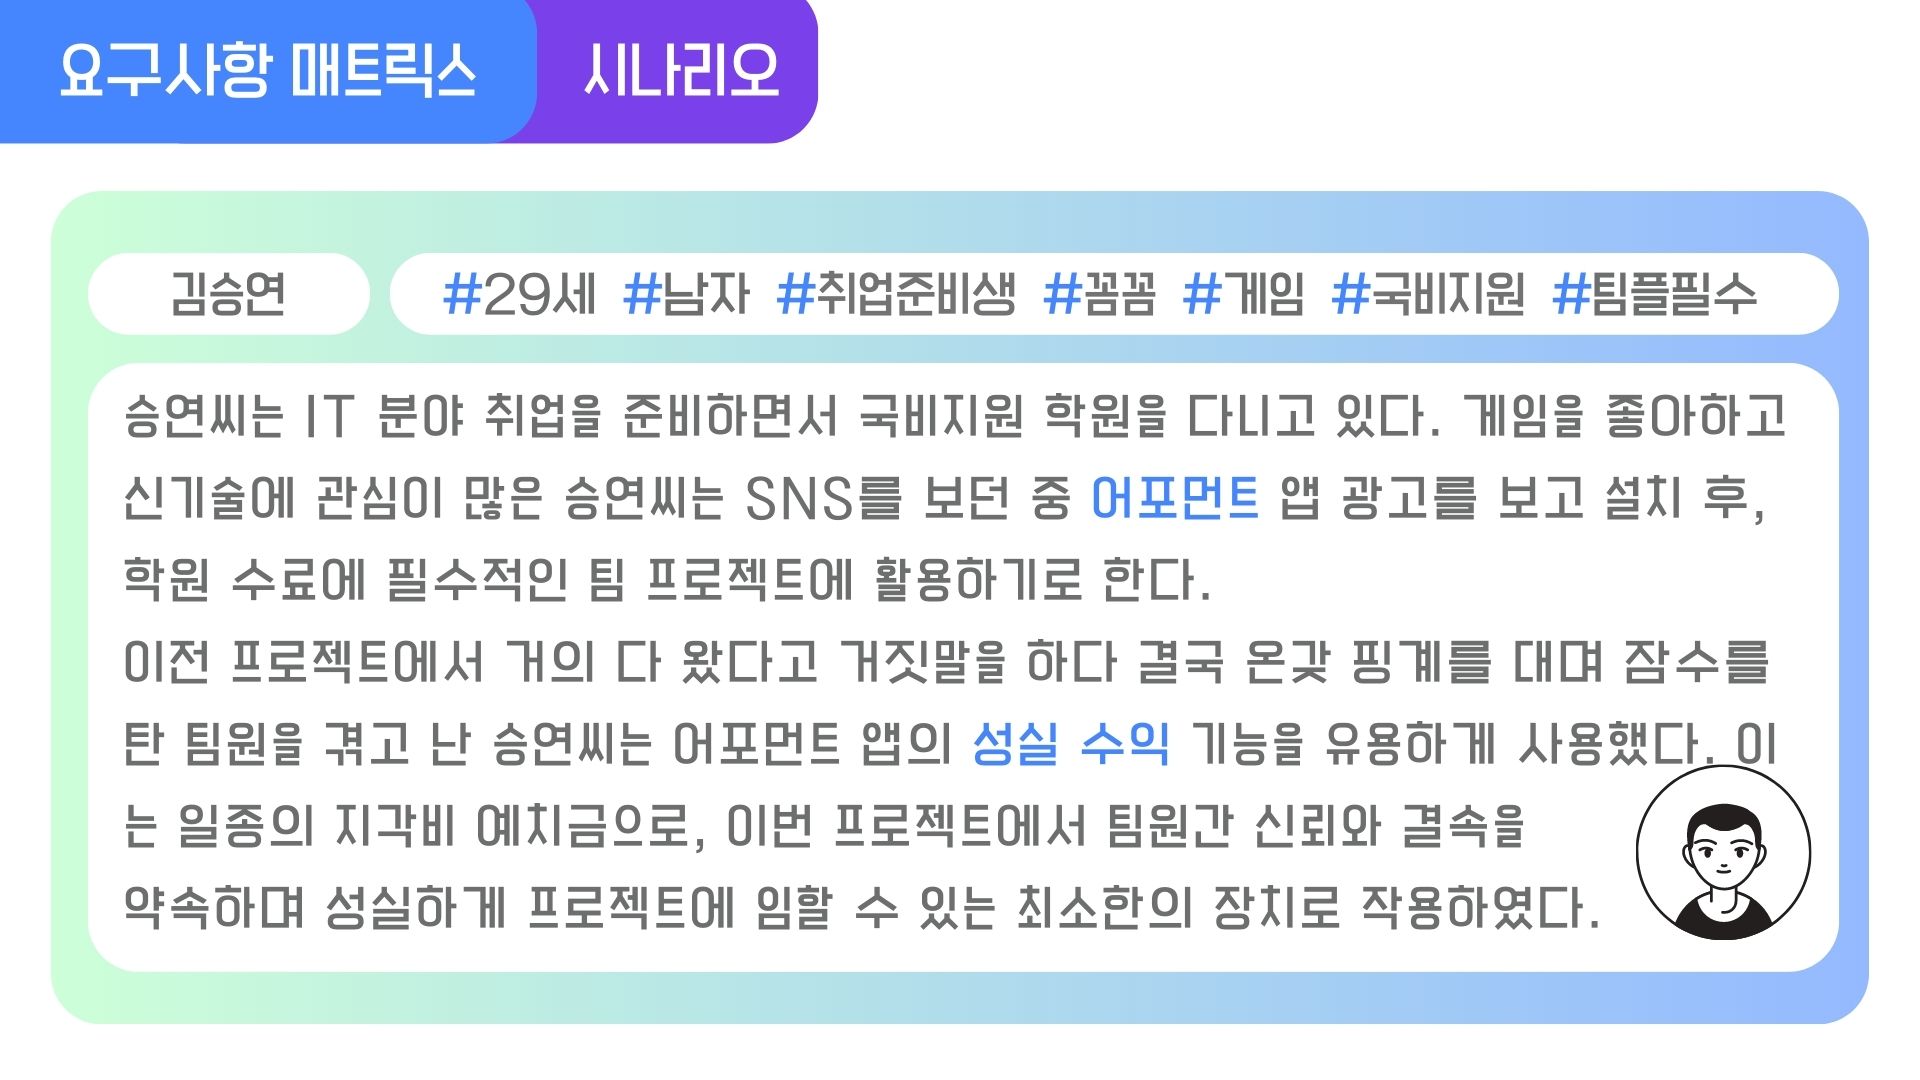 요구사항 매트릭스 시나리오
김승연 #29세 #남자 #취업준비생 #꼼꼼 #게임 #국비지원 #팀플필수
승연씨는 IT 분야 취업을 준비하면서 국비지원 학원을 다니고 있다. 게임을 좋아하고
신기술에 관심이 많은 승연씨는 SNS를 보던 중 어포먼트 앱 광고를 보고 설치 후,
학원 수료에 필수적인 팀 프로젝트에 활용하기로 한다.
이전 프로젝트에서 거의 다 왔다고 거짓말을 하다 결국 온갖 핑계를 대며 잠수를
탄 팀원을 겪고 난 승연씨는 어포먼트 앱의 성실 수익 기능을 유용하게 사용했다. 이
는 일종의 지각비 예치금으로, 이번 프로젝트에서 팀원간 신뢰와 결속을
약속하며 성실하게 프로젝트에 임할 수 있는 최소한의 장치로 작용하였다.